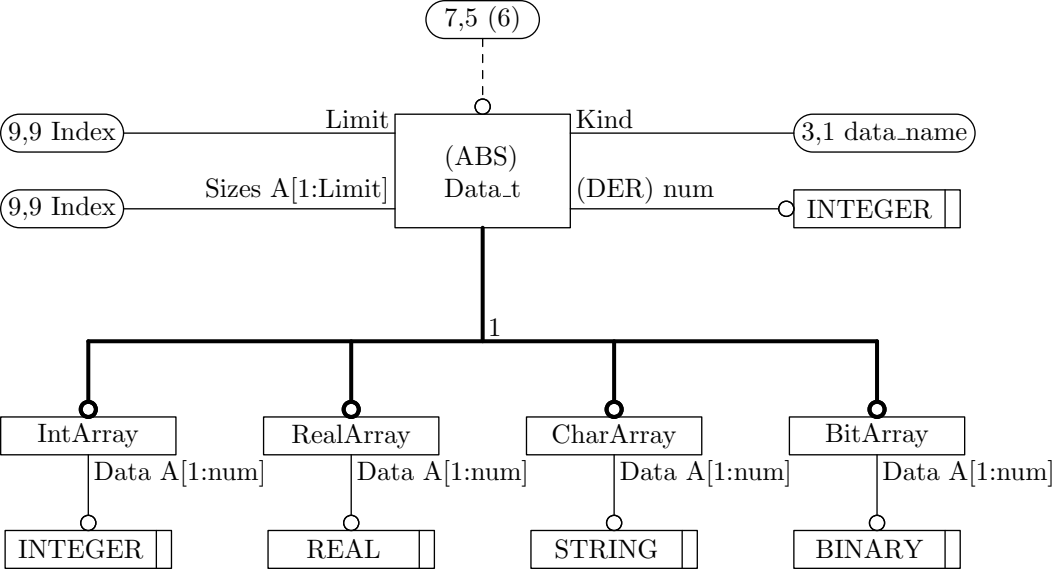 7,5 (6)
Limit
Kind
9,9 Index
3,1 data_name
(ABS)
Data_t
Sizes A[1:Limit]
(DER) num
9,9 Index
INTEGER
1
IntArray
RealArray
CharArray
BitArray
Data A[1:num]
Data A[1:num]
Data A[1:num]
Data A[1:num]
INTEGER
REAL
STRING
BINARY